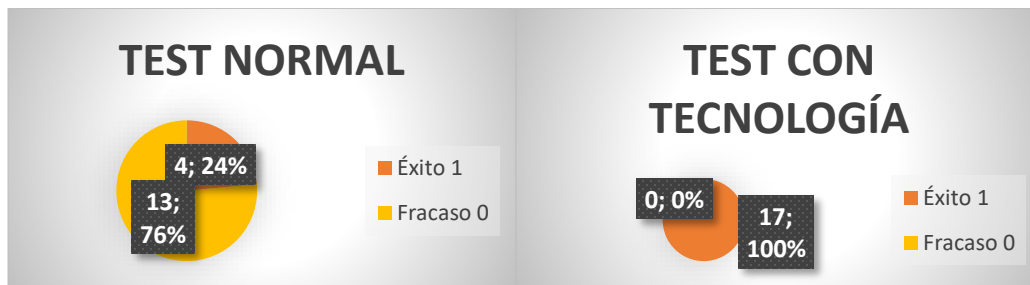 TEST NORMAL
4; 24%
13;
76%
Éxito 1
Fracaso 0
TEST CON
TECNOLOGÍA
0; 0%
17;
100%
Éxito 1
Fracaso 0